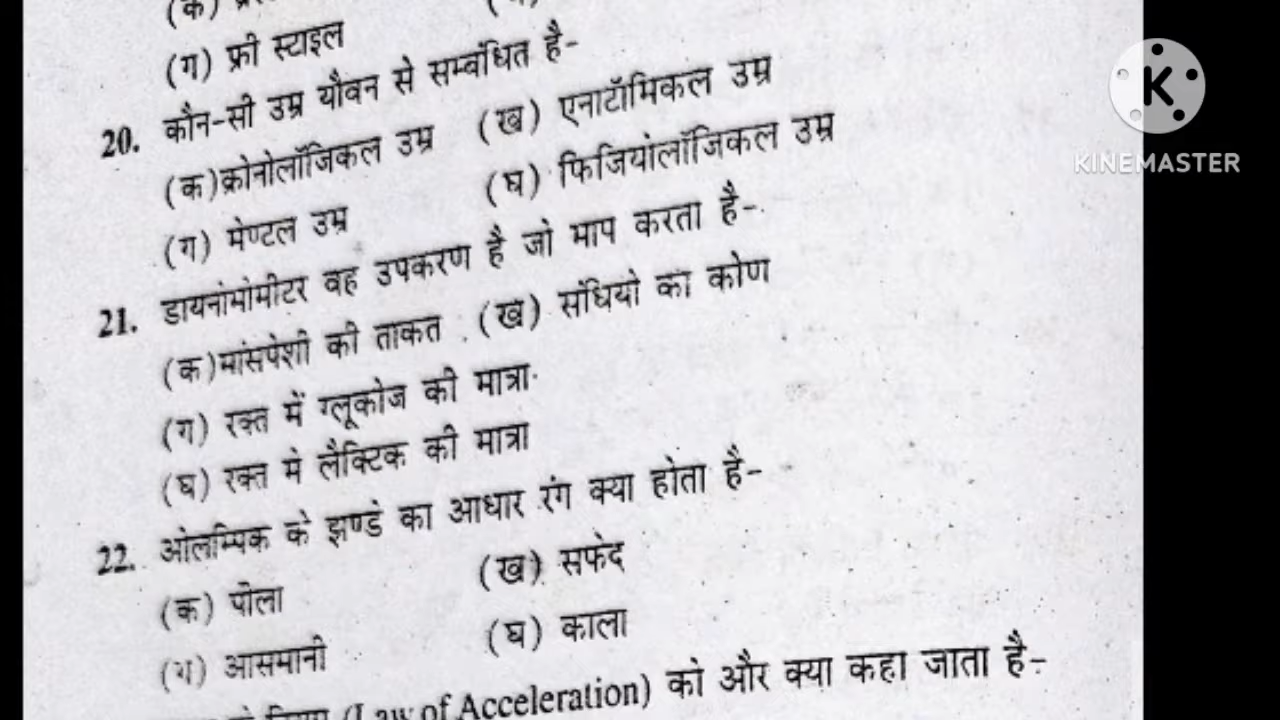 (क)
(ग) फ्री स्टाइल
20. कौन-सी उम्र यौवन से सम्बंधित है-
(क)क्रोनोलॉजिकल उम्र (ख) एनाटॉमिकल उम्र
(ग) मेण्टल उम्र (घ) फिजियोलॉजिकल उम्र
21. डायनोमोमीटर वह उपकरण है जो माप करता है-
(क)मांसपेशी की ताकत (ख) संधियो का कोण
(ग) रक्त में ग्लूकोज की मात्रा
(घ) रक्त मे लैक्टिक की मात्रा
22. ओलम्पिक के झण्डे का आधार रंग क्या होता है-
(क) पीला (ख) सफेद
(ग) आसमानी (घ) काला
(Law of Acceleration) को और क्या कहा जाता है-
K
KINEMASTER